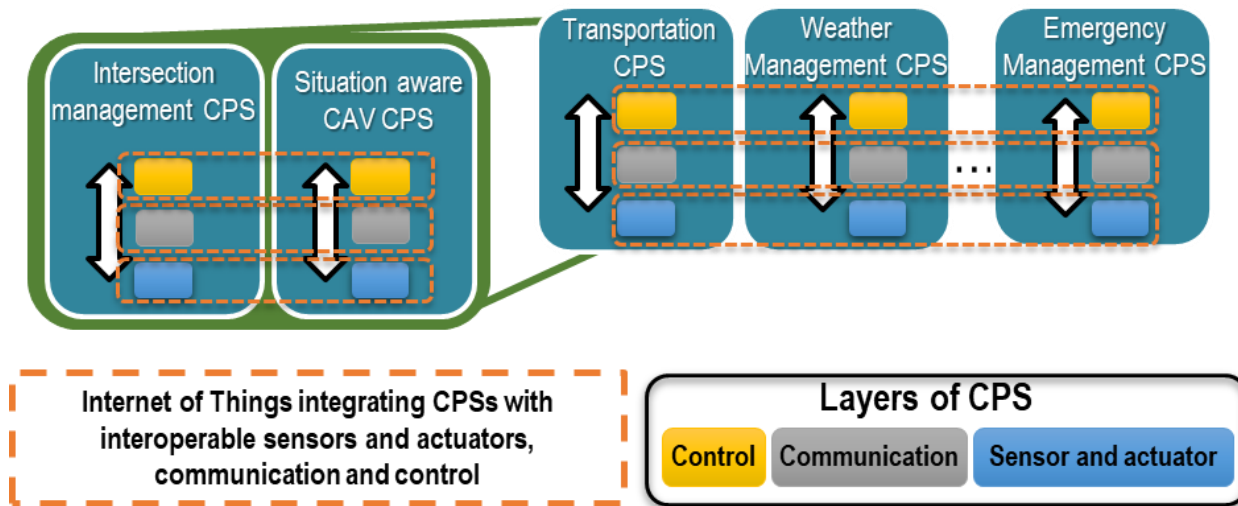 Intersection
management CPS
Situation aware
CAV CPS
Transportation
CPS
Weather
Management CPS
...
Emergency
Management CPS
Internet of Things integrating CPSs with
interoperable sensors and actuators,
communication and control
Layers of CPS
Control
Communication
Sensor and actuator